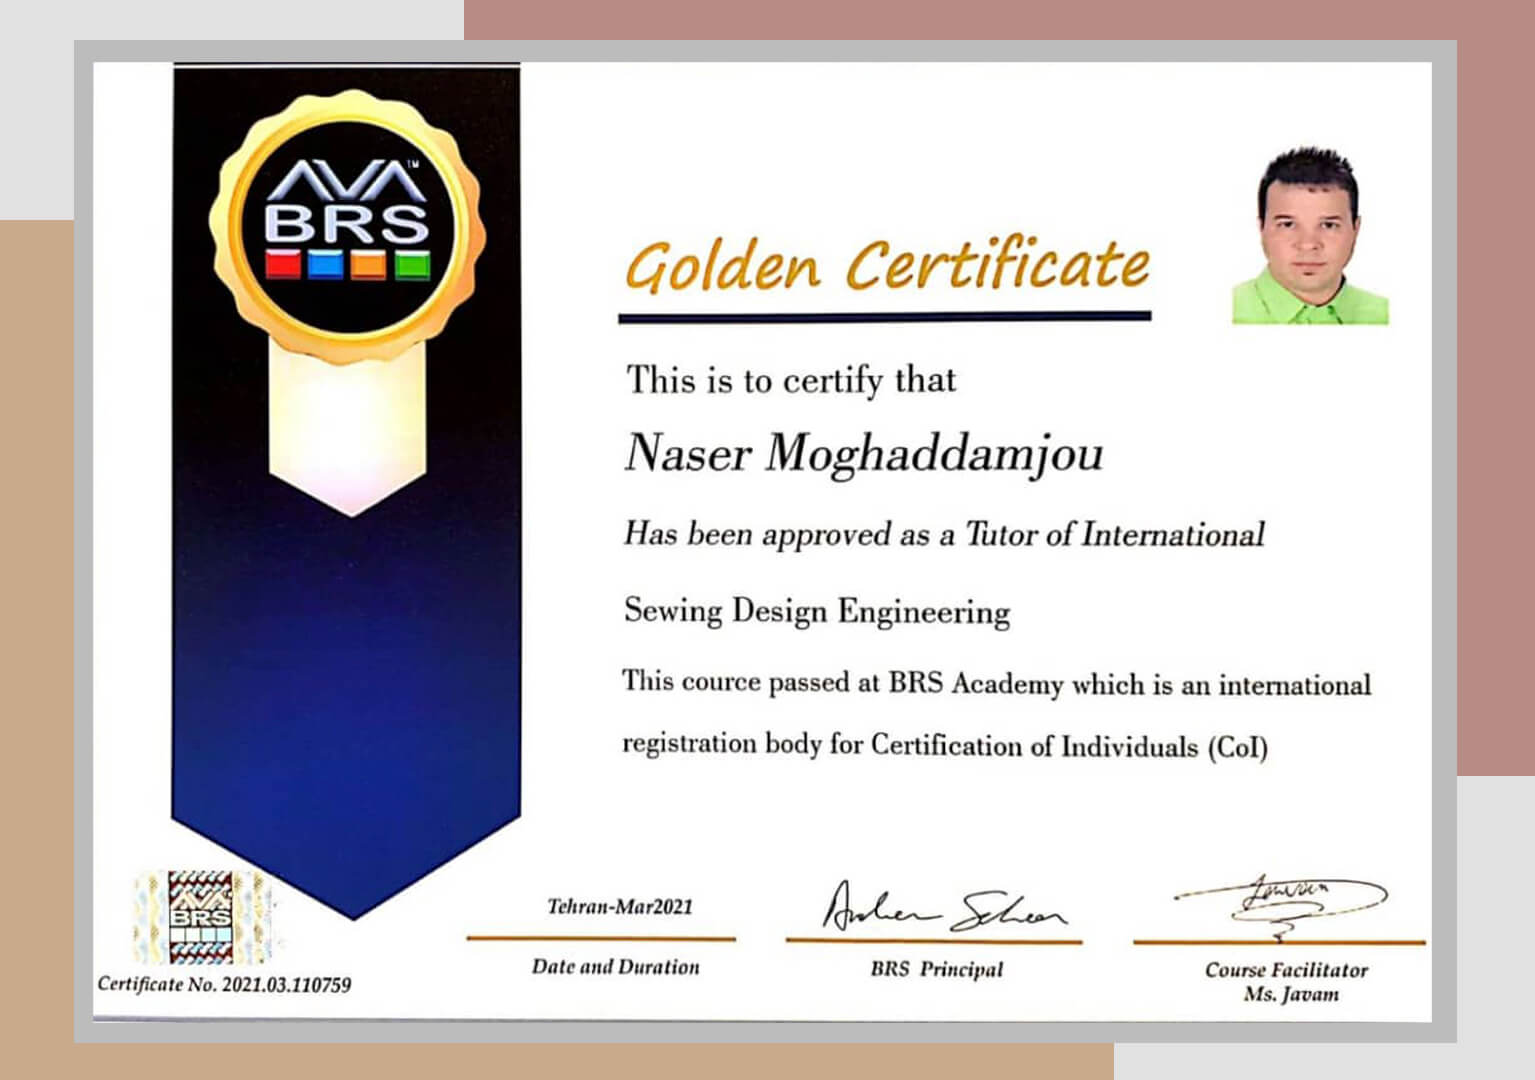 AVA™
BRS
Golden Certificate
This is to certify that
Naser Moghaddamjou
Has been approved as a Tutor of International
Sewing Design Engineering
This cource passed at BRS Academy which is an international
registration body for Certification of Individuals (CoI)
AVA
BRS
Certificate No. 2021.03.110759
Tehran-Mar2021
Date and Duration
BRS Principal
Course Facilitator
Ms. Javam